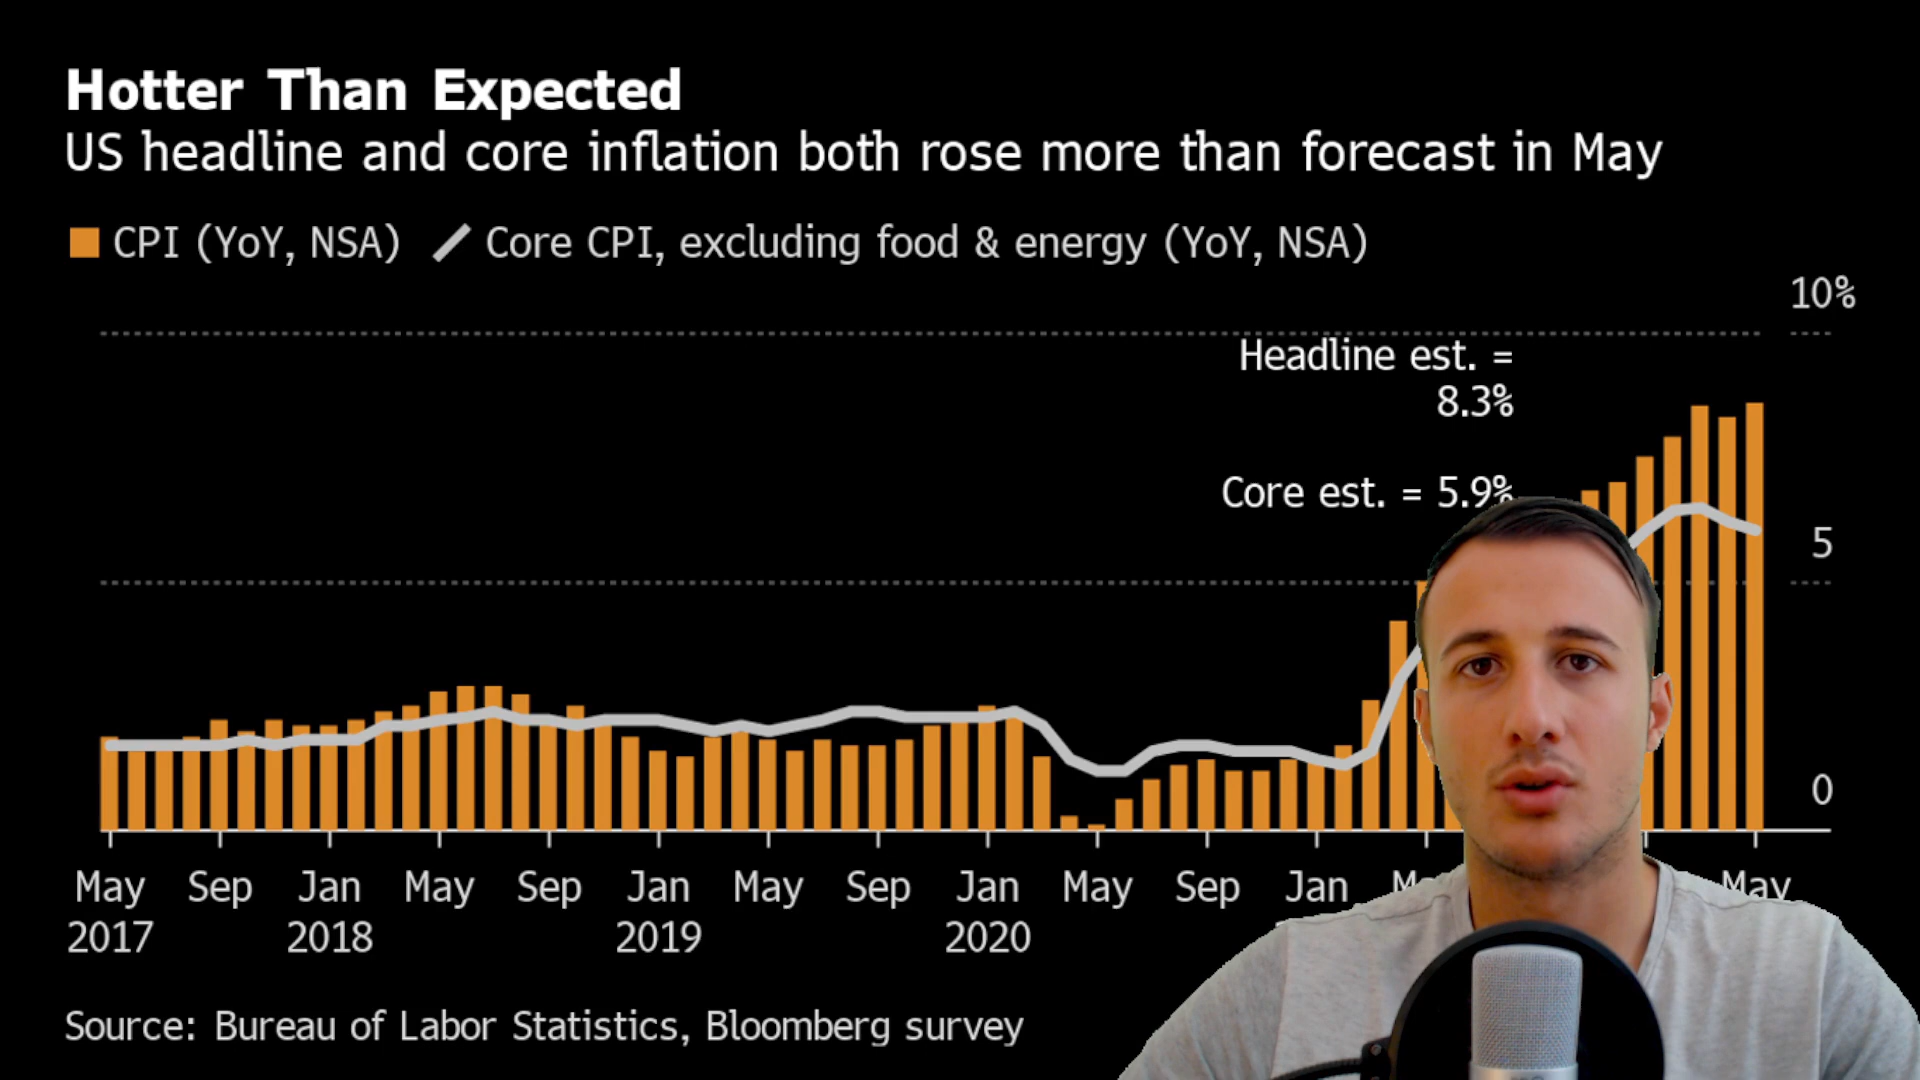 Hotter Than Expected
US headline and core inflation both rose more than forecast in May
CPI (YoY, NSA) Core CPI, excluding food & energy (YoY, NSA)
10%
Headline est. =
8.3%
Core est. = 5.9%
5
0
May Sep Jan May Sep Jan May Sep Jan May Sep Jan May
2017 2018 2019 2020
Source: Bureau of Labor Statistics, Bloomberg survey